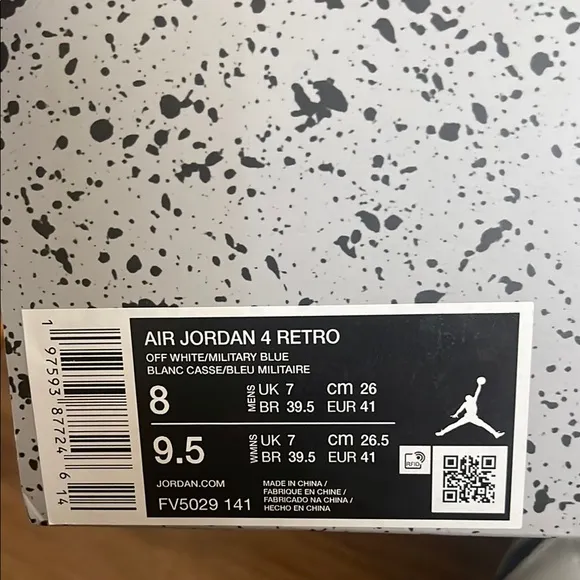 AIR JORDAN 4 RETRO
OFF WHITE/MILITARY BLUE
BLANC CASSE/BLEU MILITAIRE
8 MENS UK 7 cm 26
BR 39.5 EUR 41
9.5 WMNS UK 7 cm 26.5
BR 39.5 EUR 41
RFID
JORDAN.COM
FV5029 141
MADE IN CHINA /
FABRIQUE EN CHINE /
FABRICADO NA CHINA /
HECHO EN CHINA
1 97593 87724 6 14